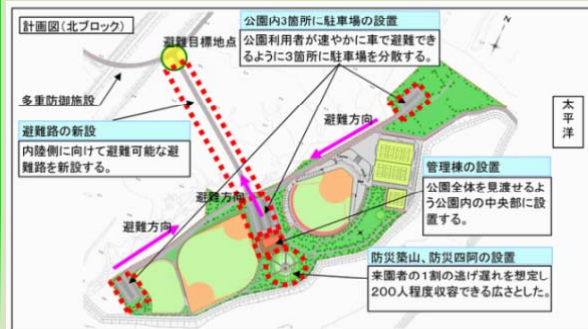 計画図(北ブロック)
避難目標地点
多重防御施設
公園内3箇所に駐車場の設置
公園利用者が速やかに車で避難でき
るように3箇所に駐車場を分散する。
避難路の新設
内陸側に向けて避難可能な避
難路を新設する。
避難方向
避難方向
避難方向
太平洋
管理棟の設置
公園全体を見渡せるよ
う公園内の中央部に設
置する。
防災築山、防災四阿の設置
来園者の1割の逃げ遅れを想定し
200人程度収容できる広さとした。